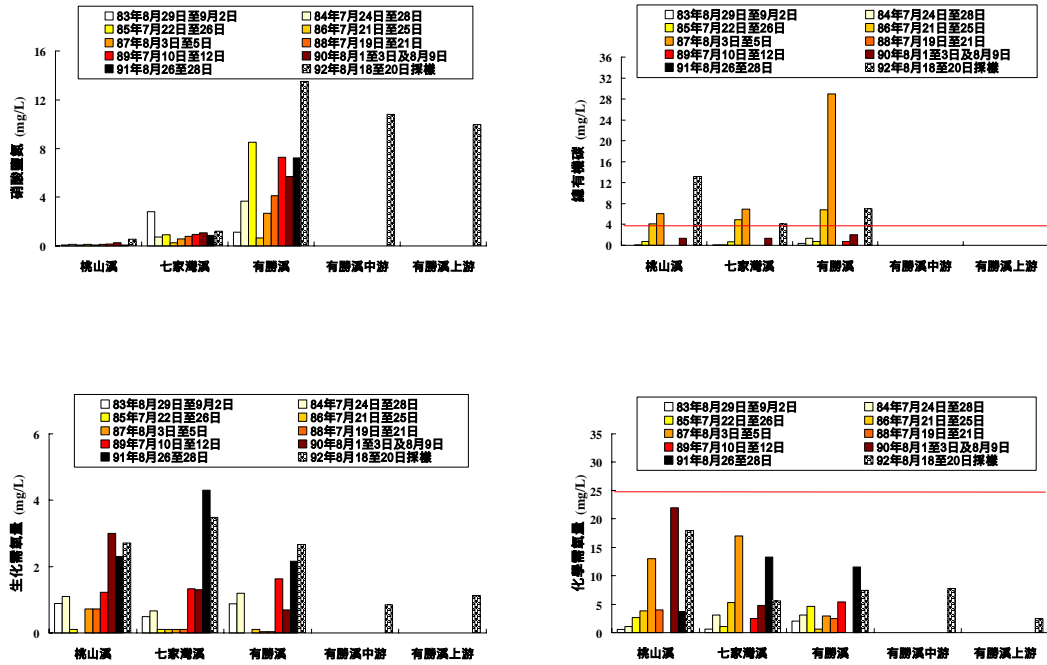 83年8月29日至9月2日 84年7月24日至28日
85年7月22日至26日 86年7月21日至25日
87年8月3日至5日 88年7月19日至21日
89年7月10日至12日 90年8月1至3日及8月9日
91年8月26至28日 92年8月18至20日採樣
16
12
8
4
0
硝酸鹽氮 (mg/L)
桃山溪 七家灣溪 有勝溪 有勝溪中游 有勝溪上游
83年8月29日至9月2日 84年7月24日至28日
85年7月22日至26日 86年7月21日至25日
87年8月3日至5日 88年7月19日至21日
89年7月10日至12日 90年8月1至3日及8月9日
91年8月26至28日 92年8月18至20日採樣
36
32
28
24
20
16
12
8
4
0
總有機碳 (mg/L)
桃山溪 七家灣溪 有勝溪 有勝溪中游 有勝溪上游
83年8月29日至9月2日 84年7月24日至28日
85年7月22日至26日 86年7月21日至25日
87年8月3日至5日 88年7月19日至21日
89年7月10日至12日 90年8月1至3日及8月9日
91年8月26至28日 92年8月18至20日採樣
6
4
2
0
生化需氧量 (mg/L)
桃山溪 七家灣溪 有勝溪 有勝溪中游 有勝溪上游
83年8月29日至9月2日 84年7月24日至28日
85年7月22日至26日 86年7月21日至25日
87年8月3日至5日 88年7月19日至21日
89年7月10日至12日 90年8月1至3日及8月9日
91年8月26至28日 92年8月18至20日採樣
35
30
25
20
15
10
5
0
化學需氧量 (mg/L)
桃山溪 七家灣溪 有勝溪 有勝溪中游 有勝溪上游